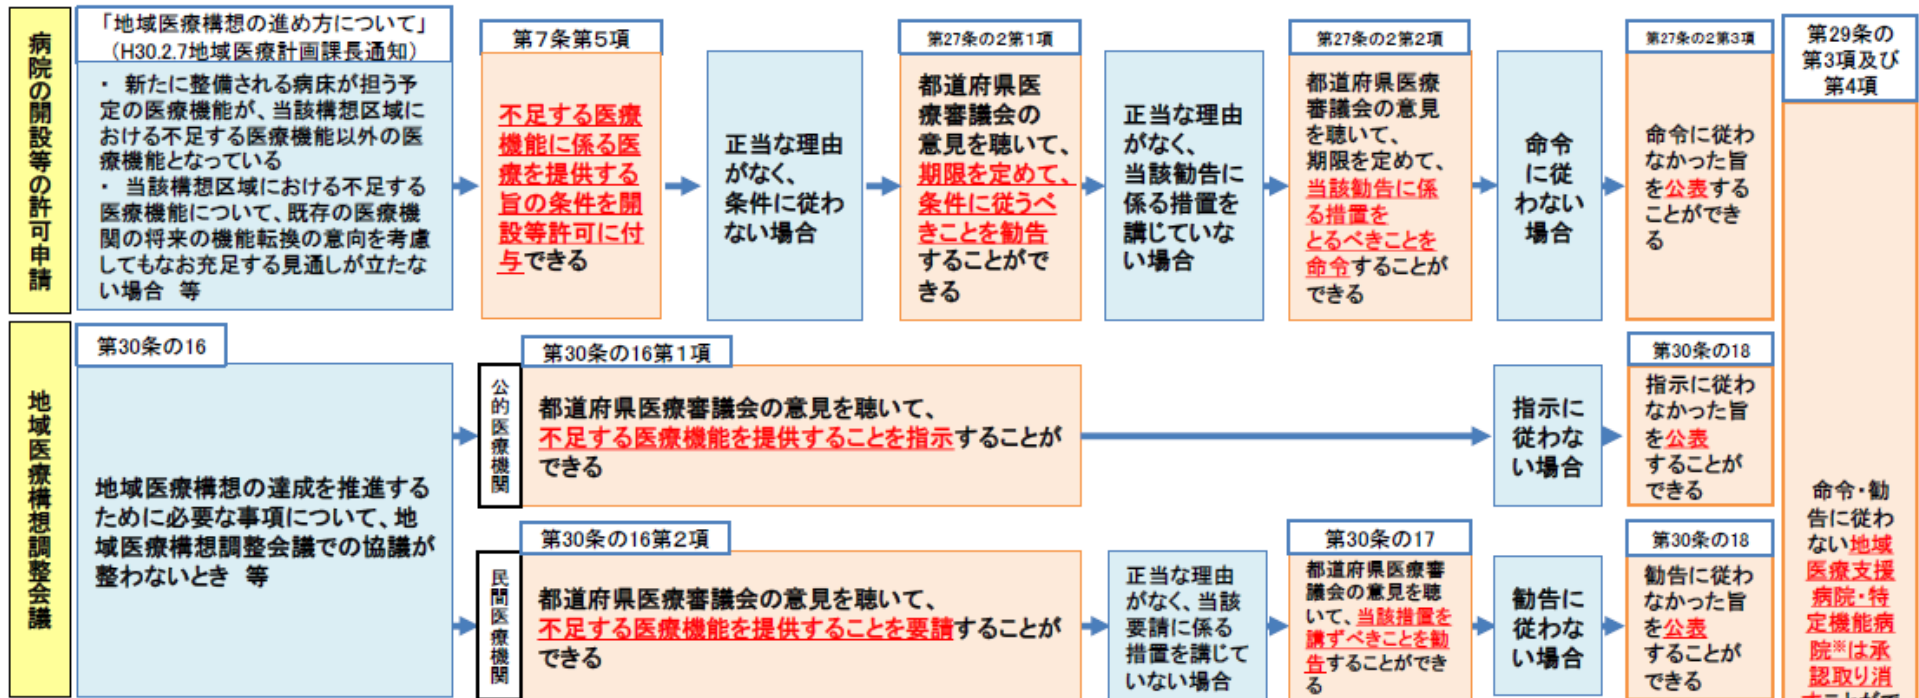 病院の開設等の許可申請
「地域医療構想の進め方について」
（H30.2.7地域医療計画課長通知）
・　新たに整備される病床が担う予
定の医療機能が、当該構想区域に
おける不足する医療機能以外の医
療機能となっている
・　当該構想区域における不足する
医療機能について、既存の医療機
関の将来の機能転換の意向を考慮
してもなお充足する見通しが立たな
い場合　等
第７条第５項
不足する医療
機能に係る医
療を提供する
旨の条件を開
設等許可に付
与できる
正当な理由
がなく、
条件に従わ
ない場合
第27条の2第1項
都道府県医
療審議会の
意見を聴いて、
期限を定めて、
条件に従うべ
きことを勧告
することがで
きる
正当な理由
がなく、
当該勧告に
係る措置を
講じていな
い場合
第27条の2第2項
都道府県医療
審議会の意見
を聴いて、
期限を定めて、
当該勧告に係
る措置を
とるべきことを
命令することが
できる
命令
に従
わない
場合
第27条の2第3項
命令に従わ
なかった旨
を公表する
ことができ
る
第29条の
第3項及び
第4項
命令・勧
告に従わ
ない地域
医療支援
病院・特
定機能病
院※は承
認取り消
地域医療構想調整会議
第30条の16
地域医療構想の達成を推進する
ために必要な事項について、地
域医療構想調整会議での協議が
整わないとき　等
公的医療機関
第30条の16第１項
都道府県医療審議会の意見を聴いて、
不足する医療機能を提供することを指示することが
できる
指示に
従わな
い場合
第30条の18
指示に従わ
なかった旨
を公表
することが
できる
民間医療機関
第30条の16第２項
都道府県医療審議会の意見を聴いて、
不足する医療機能を提供することを要請することが
できる
正当な理由
がなく、当該
要請に係る
措置を講じて
いない場合
第30条の17
都道府県医療審
議会の意見を聴
いて、当該措置を
講ずべきことを勧
告することができ
る
勧告に
従わな
い場合
第30条の18
勧告に従わ
なかった旨
を公表
することが
できる